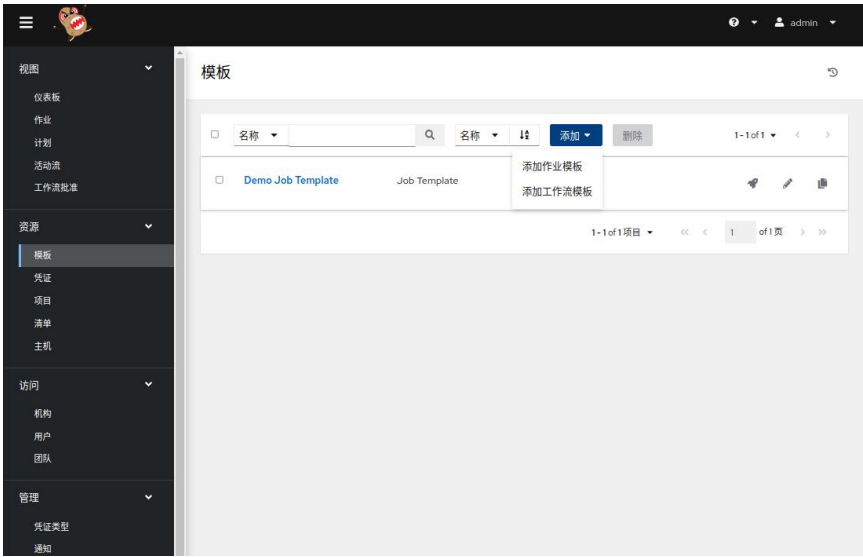 admin
视图
仪表板
作业
计划
活动流
工作流批准
资源
模板
凭证
项目
清单
主机
访问
机构
用户
团队
管理
凭证类型
通知
模板
名称 名称 添加 删除 1-1 of 1
添加作业模板
添加工作流模板
Demo Job Template Job Template
1-1 of 1 项目 1 of 1 页